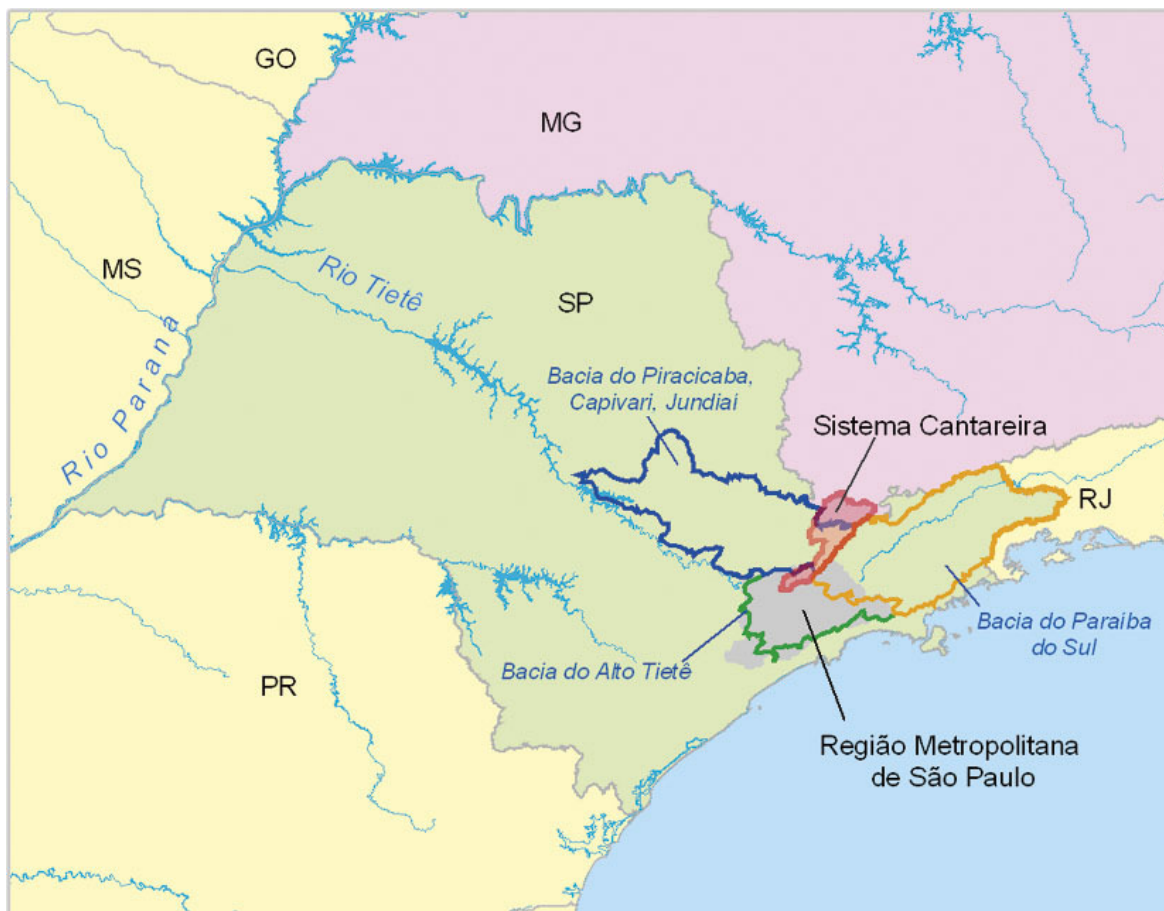 GO
MG
MS
Rio Tietê
SP
Rio Paraná
Bacia do Piracicaba,
Capivari, Jundiaí
Sistema Cantareira
RJ
Bacia do Paraíba
do Sul
Bacia do Alto Tietê
PR
Região Metropolitana
de São Paulo